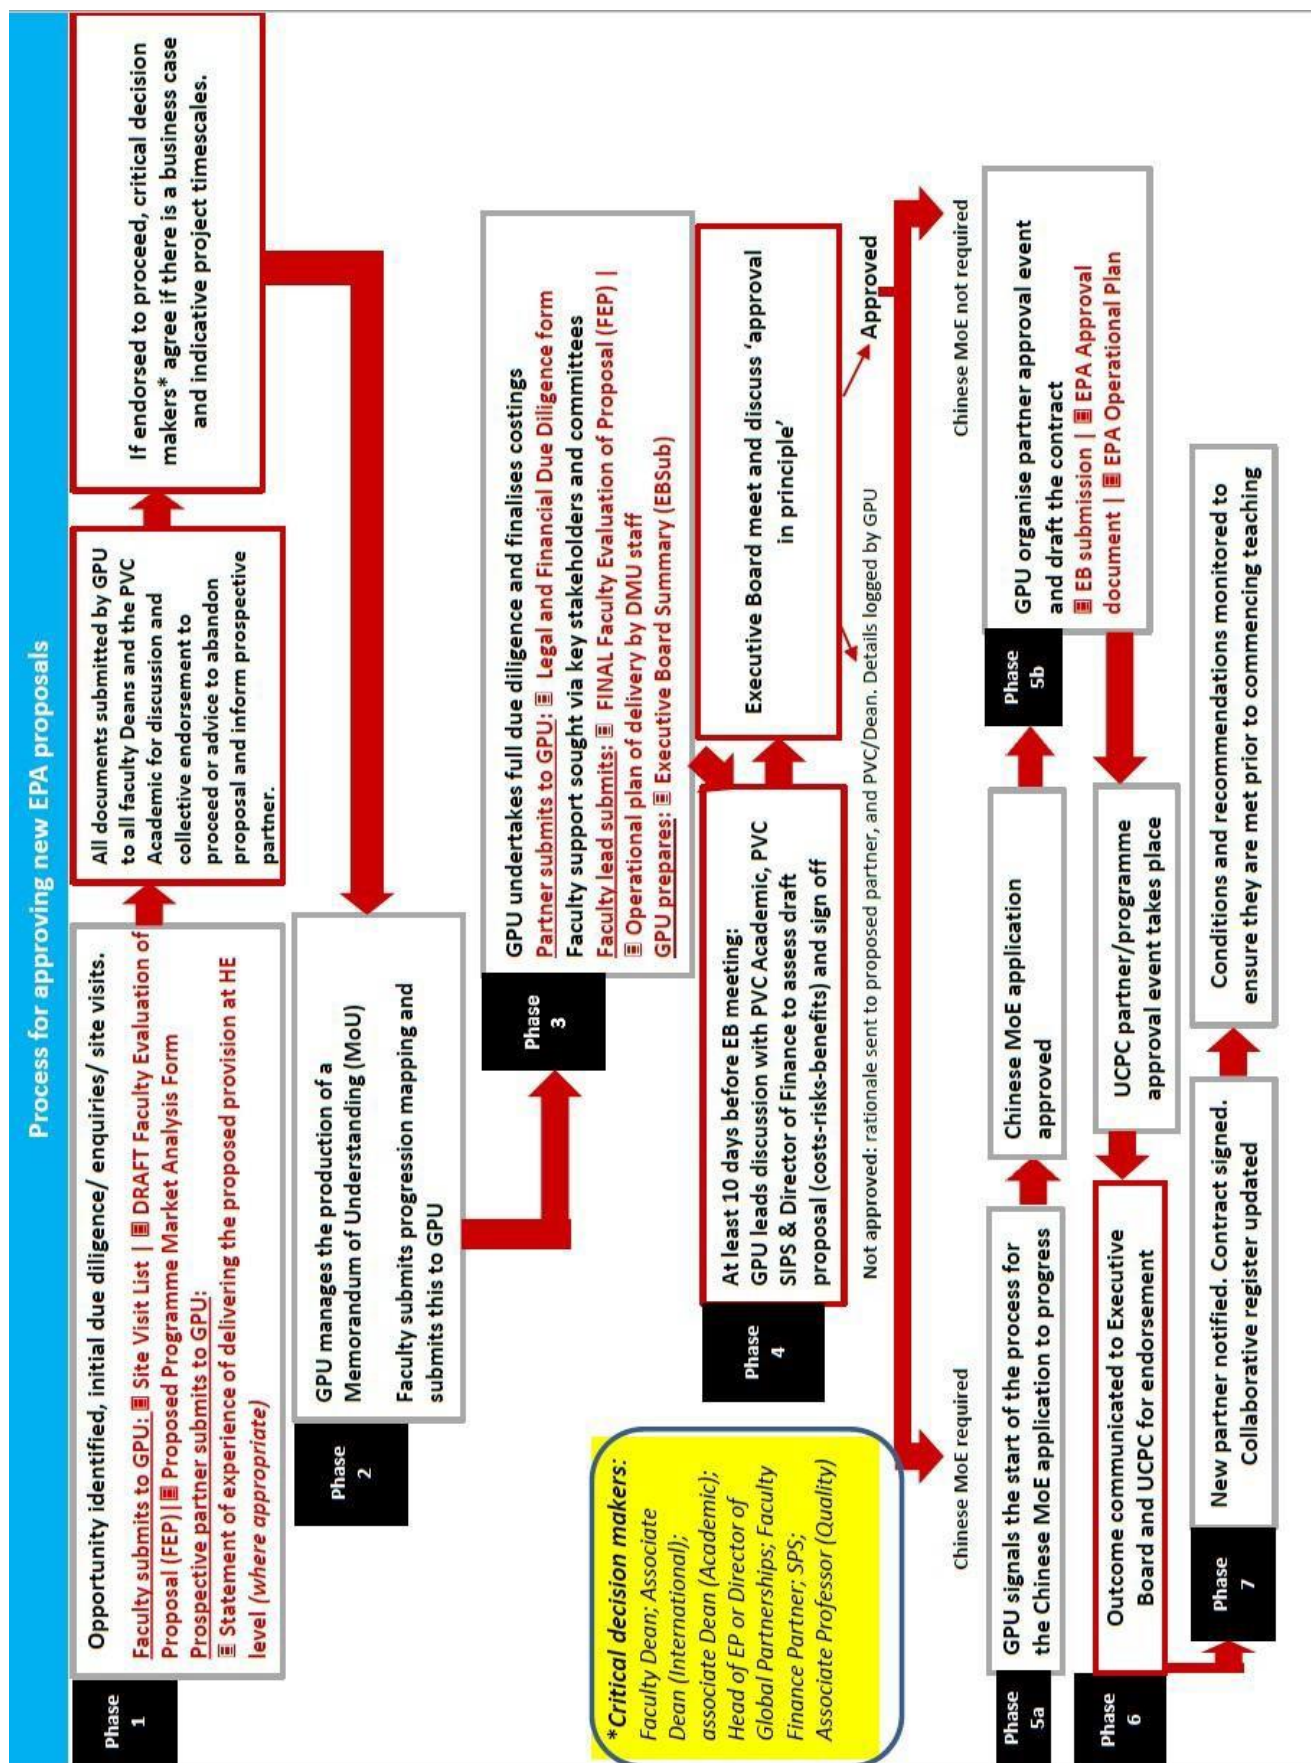 Process for approving new EPA proposals
Phase
1
Opportunity identified, initial due diligence/ enquiries/ site visits.
Faculty submits to GPU: Site Visit List | DRAFT Faculty Evaluation of
Proposal (FEP)| Proposed Programme Market Analysis Form
Prospective partner submits to GPU:
Statement of experience of delivering the proposed provision at HE
level (where appropriate)
All documents submitted by GPU
to all faculty Deans and the PVC
Academic for discussion and
collective endorsement to
proceed or advice to abandon
proposal and inform prospective
partner.
If endorsed to proceed, critical decision
makers* agree if there is a business case
and indicative project timescales.
Phase
2
GPU manages the production of a
Memorandum of Understanding (MoU)
Faculty submits progression mapping and
submits this to GPU
Phase
3
GPU undertakes full due diligence and finalises costings
Partner submits to GPU: Legal and Financial Due Diligence form
Faculty support sought via key stakeholders and committees
Faculty lead submits: FINAL Faculty Evaluation of Proposal (FEP) |
Operational plan of delivery by DMU staff
GPU prepares: Executive Board Summary (EBSub)
*Critical decision makers:
Faculty Dean; Associate
Dean (International);
associate Dean (Academic);
Head of EP or Director of
Global Partnerships; Faculty
Finance Partner; SPS;
Associate Professor (Quality)
Phase
4
At least 10 days before EB meeting:
GPU leads discussion with PVC Academic, PVC
SIPS & Director of Finance to assess draft
proposal (costs-risks-benefits) and sign off
Executive Board meet and discuss ‘approval
in principle’
Approved
Not approved: rationale sent to proposed partner, and PVC/Dean. Details logged by GPU
Chinese MoE required
Chinese MoE not required
Phase
5a
GPU signals the start of the process for
the Chinese MoE application to progress
Chinese MoE application
approved
Phase
5b
GPU organise partner approval event
and draft the contract
EB submission | EPA Approval
document | EPA Operational Plan
Phase
6
Outcome communicated to Executive
Board and UCPC for endorsement
UCPC partner/programme
approval event takes place
Phase
7
New partner notified. Contract signed.
Collaborative register updated
Conditions and recommendations monitored to
ensure they are met prior to commencing teaching